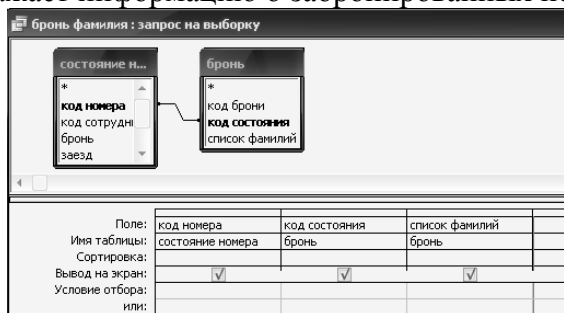 бронь фамилия : запрос на выборку
состояние н...
*
код номера
код сотрудни
бронь
заезд
бронь
*
код брони
код состояния
список фамилий
Поле: код номера код состояния список фамилий
Имя таблицы: состояние номера бронь бронь
Сортировка:
Вывод на экран:
Условие отбора:
или: